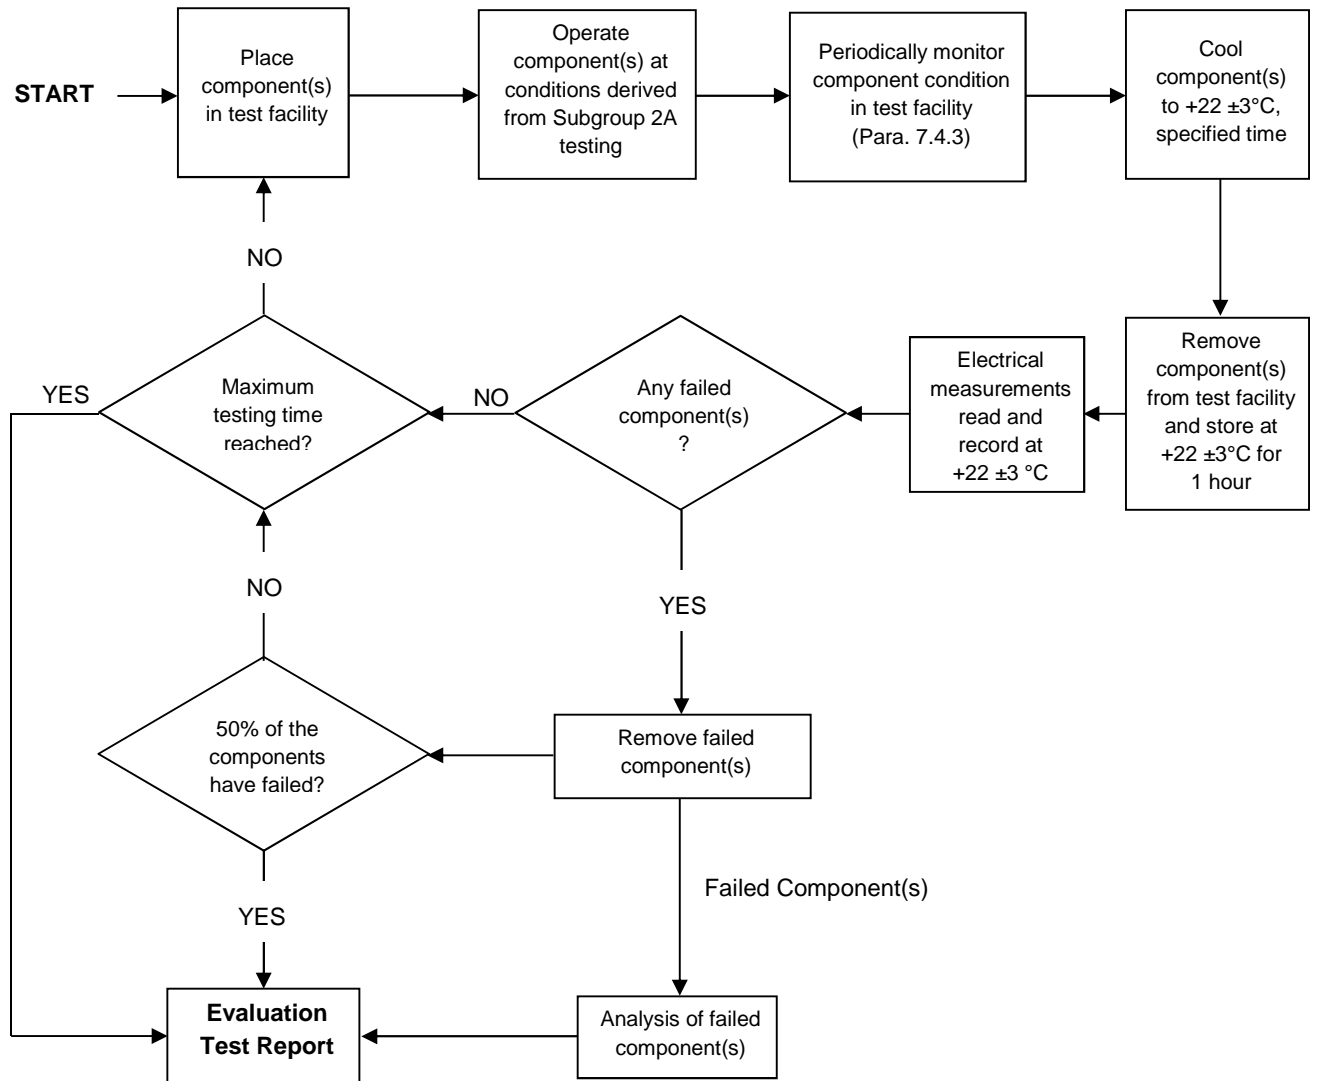 START
Place
component(s)
in test facility
Operate
component(s) at
conditions derived
from Subgroup 2A
testing
Periodically monitor
component condition
in test facility
(Para. 7.4.3)
Cool
component(s)
to +22 ±3°C,
specified time
NO
YES
Maximum
testing time
reached?
NO
Any failed
component(s)
?
Electrical
measurements
read and
record at
+22 ±3 °C
Remove
component(s)
from test facility
and store at
+22 ±3°C for
1 hour
NO
YES
50% of the
components
have failed?
Remove failed
component(s)
Failed Component(s)
YES
Evaluation
Test Report
Analysis of failed
component(s)